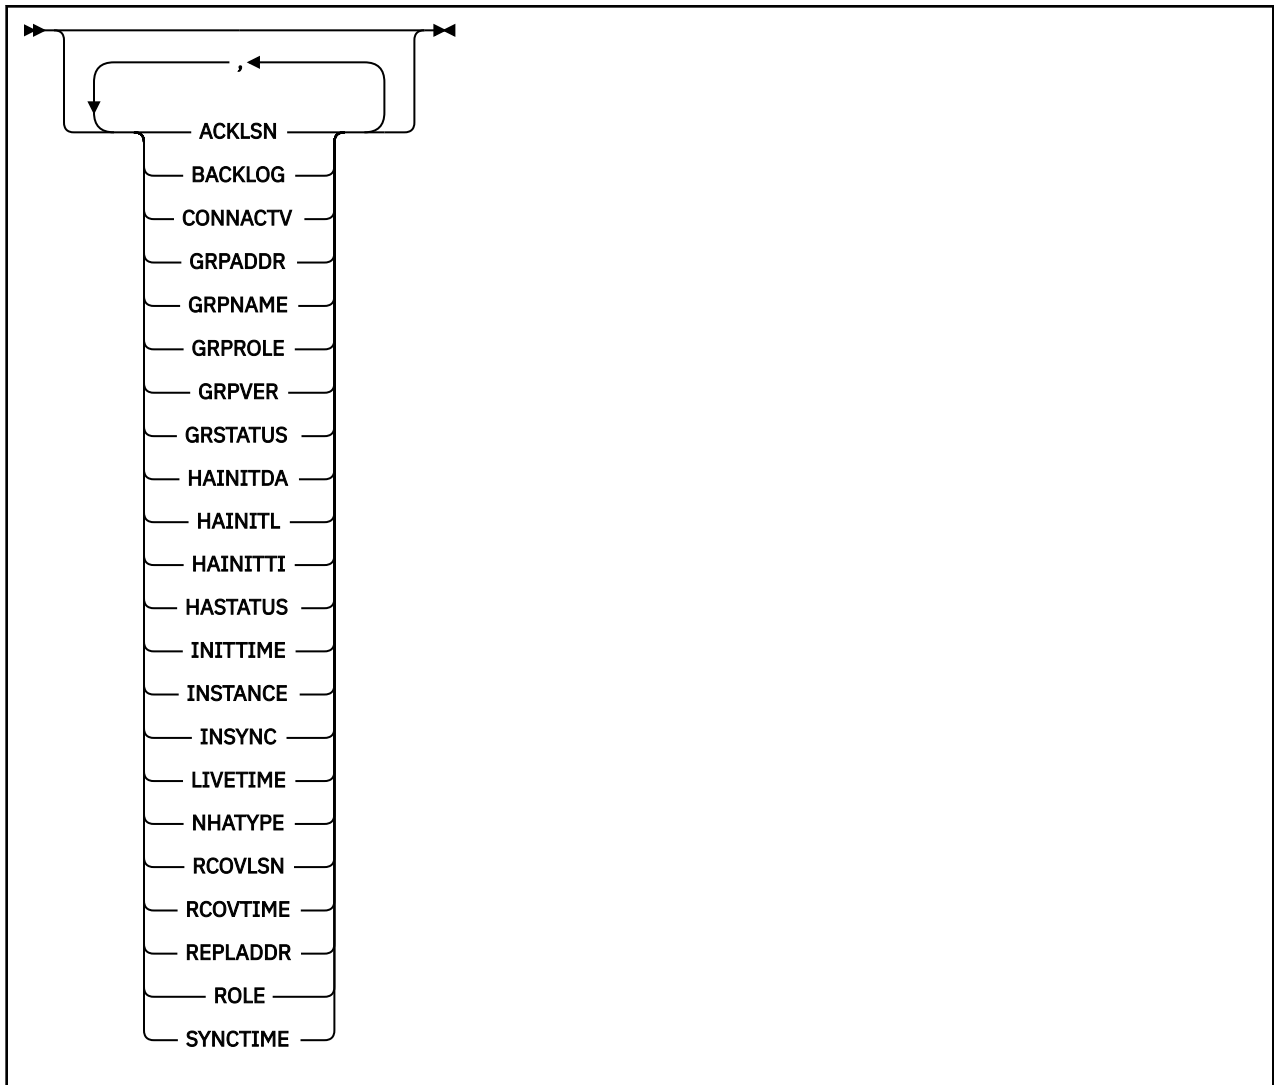 ,
ACKLSN
BACKLOG
CONNACTV
GRPADDR
GRPNAME
GRPROLE
GRPVER
GRSTATUS
HAINITDA
HAINITL
HAINITTI
HASTATUS
INITTIME
INSTANCE
INSYNC
LIVETIME
NHATYPE
RCOVLSN
RCOVTIME
REPLADDR
ROLE
SYNCTIME